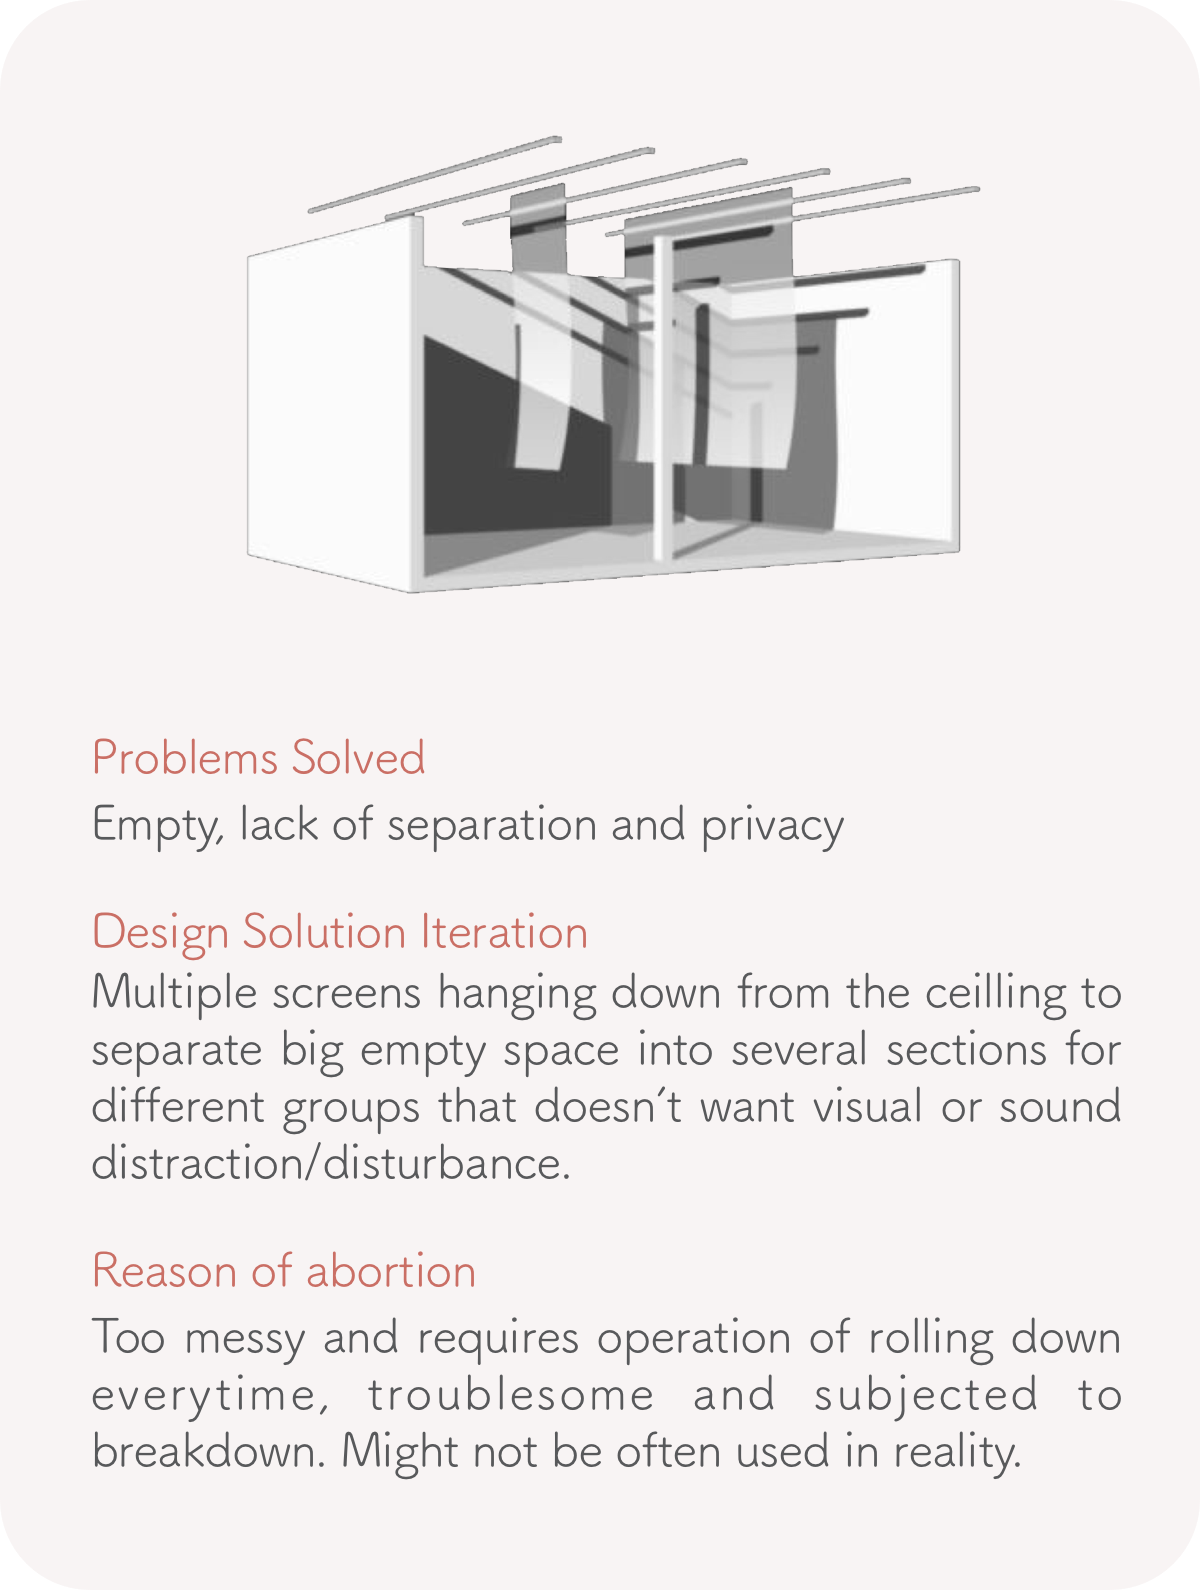 Problems Solved
Empty, lack of separation and privacy
Design Solution Iteration
Multiple screens hanging down from the ceilling to
separate big empty space into several sections for
different groups that doesn’t want visual or sound
distraction/disturbance.
Reason of abortion
Too messy and requires operation of rolling down
everytime, troublesome and subjected to
breakdown. Might not be often used in reality.